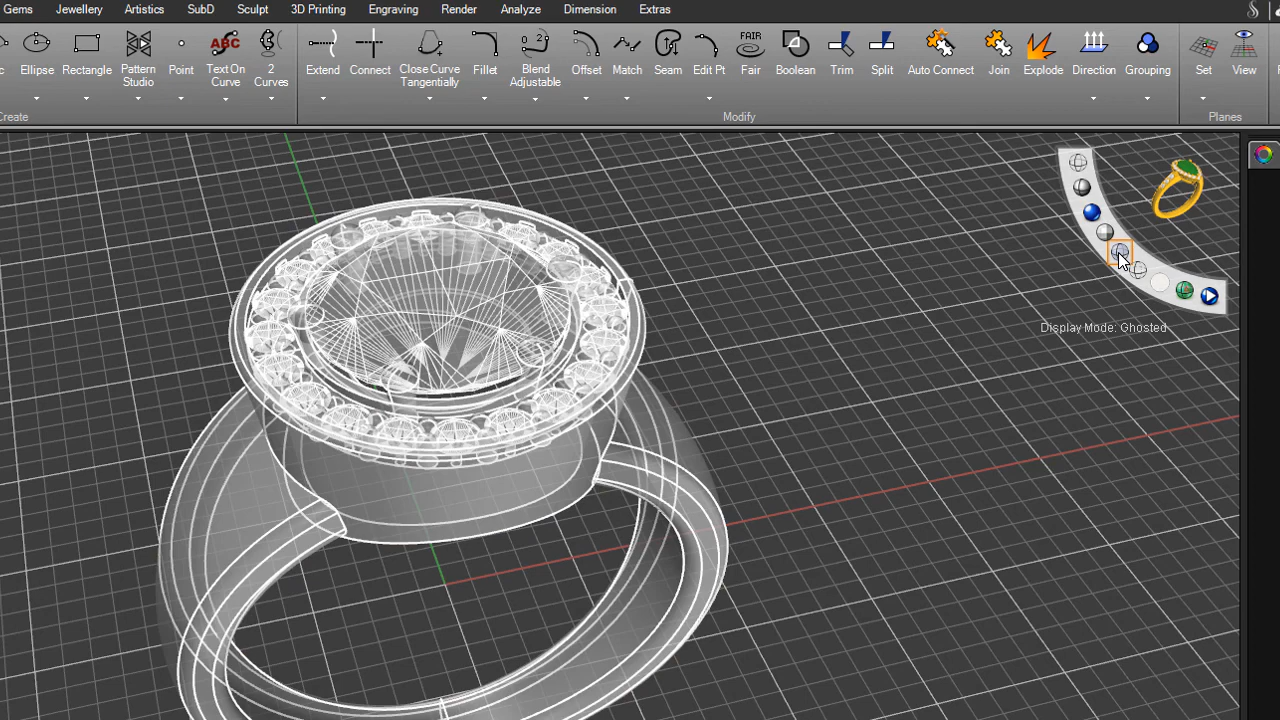 Gems Jewellery Artistics SubD Sculpt 3D Printing Engraving Render Analyze Dimension Extras
Ellipse Rectangle Pattern Studio Point Text On Curve 2 Curves Extend Connect Close Curve Tangentially Fillet Blend Adjustable Offset Match Seam Edit Pt Fair Boolean Trim Split Auto Connect Join Explode Direction Grouping Set View
ABC
FAIR
Modify Planes
Display Mode: Ghosted